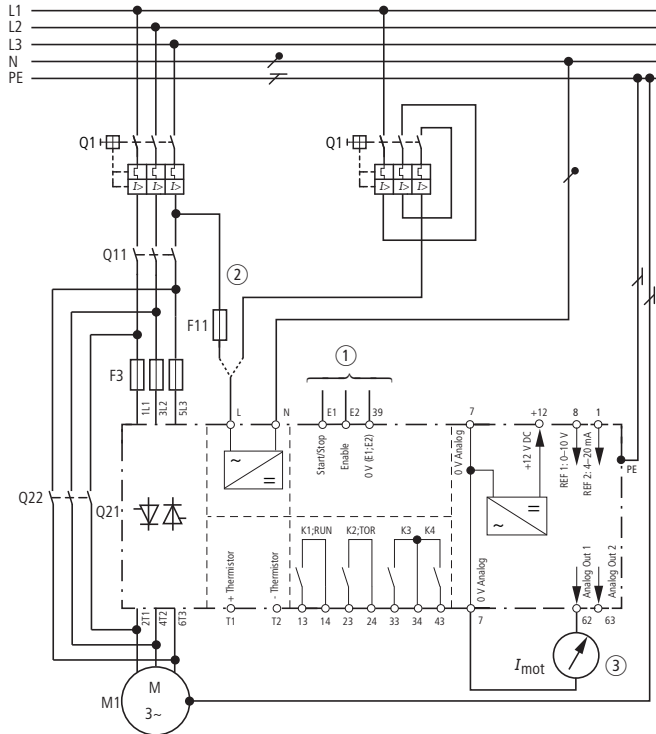 L1
L2
L3
N
PE
Q1
I> I> I>
Q1
I> I> I>
Q11
②
F11
F3
①
1L1
3L2
5L3
L
N
E1
E2
39
7
+12
8
1
Start/Stop
Enable
0 V (E1;E2)
0 V Analog
+12 V DC
REF 1: 0–10 V
REF 2: 4–20 mA
PE
~
=
=
~
Q22
Q21
K1;RUN
K2;TOR
K3
K4
+ Thermistor
- Thermistor
0 V Analog
Analog Out 1
Analog Out 2
2T1
4T2
6T3
T1
T2
13
14
23
24
33
34
43
7
62
63
Imot
③
M1
M
3~